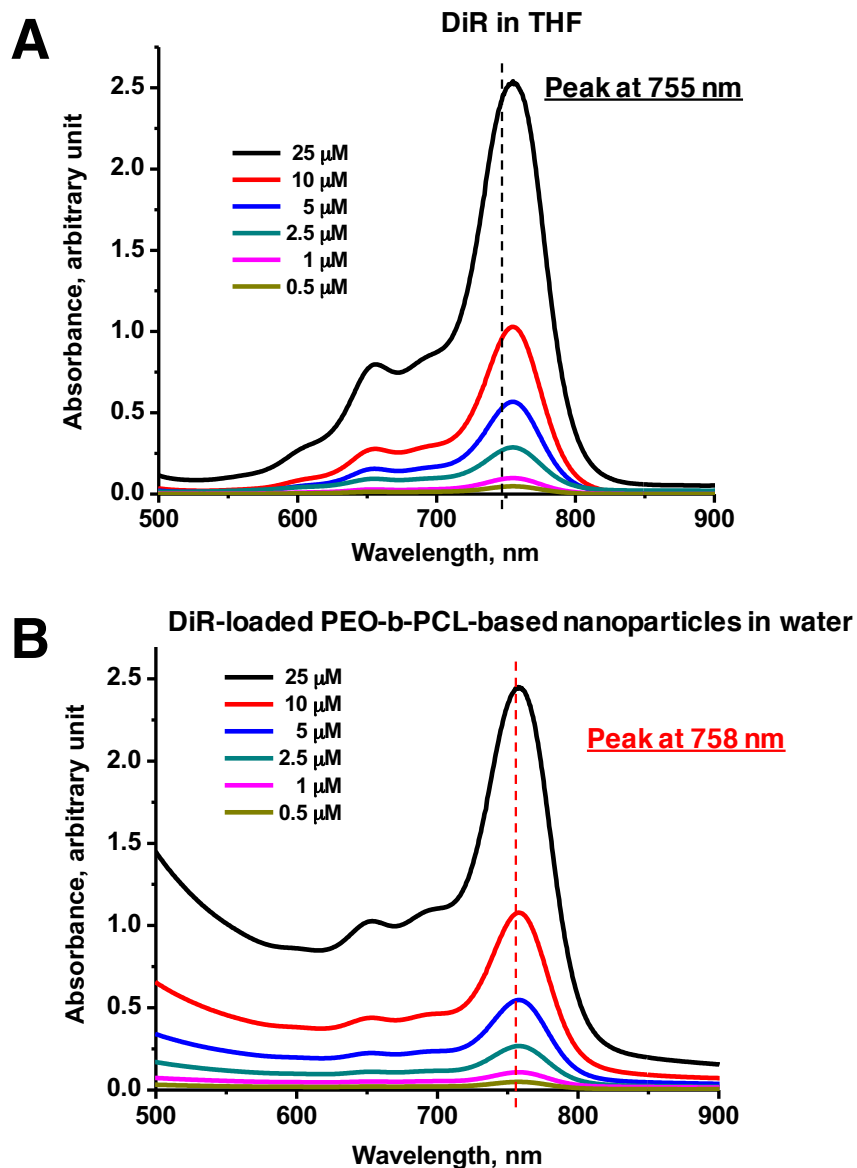 A
DiR in THF
Peak at 755 nm
25 μM
10 μM
5 μM
2.5 μM
1 μM
0.5 μM
Absorbance, arbitrary unit
2.5
2.0
1.5
1.0
0.5
0.0
500 600 700 800 900
Wavelength, nm
B
DiR-loaded PEO-b-PCL-based nanoparticles in water
Peak at 758 nm
25 μM
10 μM
5 μM
2.5 μM
1 μM
0.5 μM
Absorbance, arbitrary unit
2.5
2.0
1.5
1.0
0.5
0.0
500 600 700 800 900
Wavelength, nm